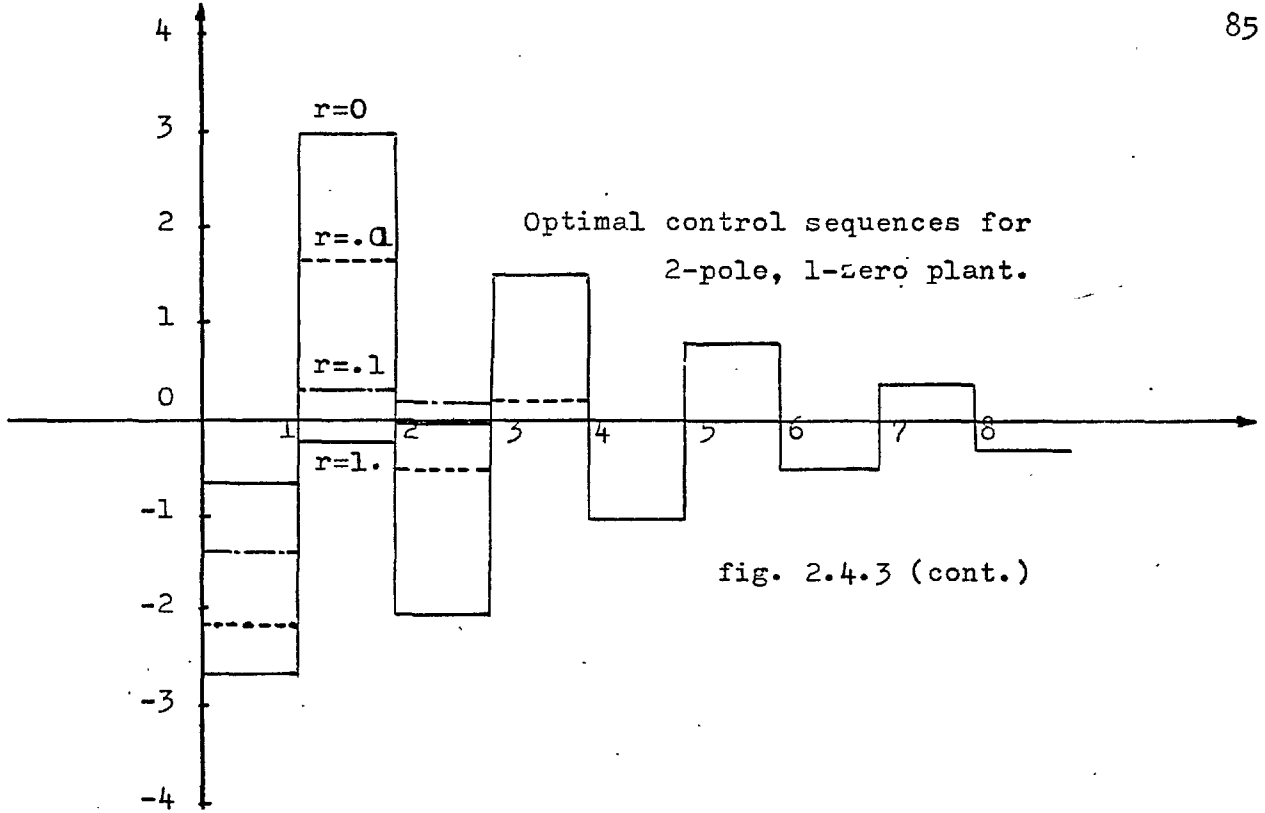 85
4
3
2
1
0
-1
-2
-3
-4
r=0
r=.01
r=.1
r=1.
Optimal control sequences for
2-pole, 1-zero plant.
1 2 3 4 5 6 7 8
fig. 2.4.3 (cont.)